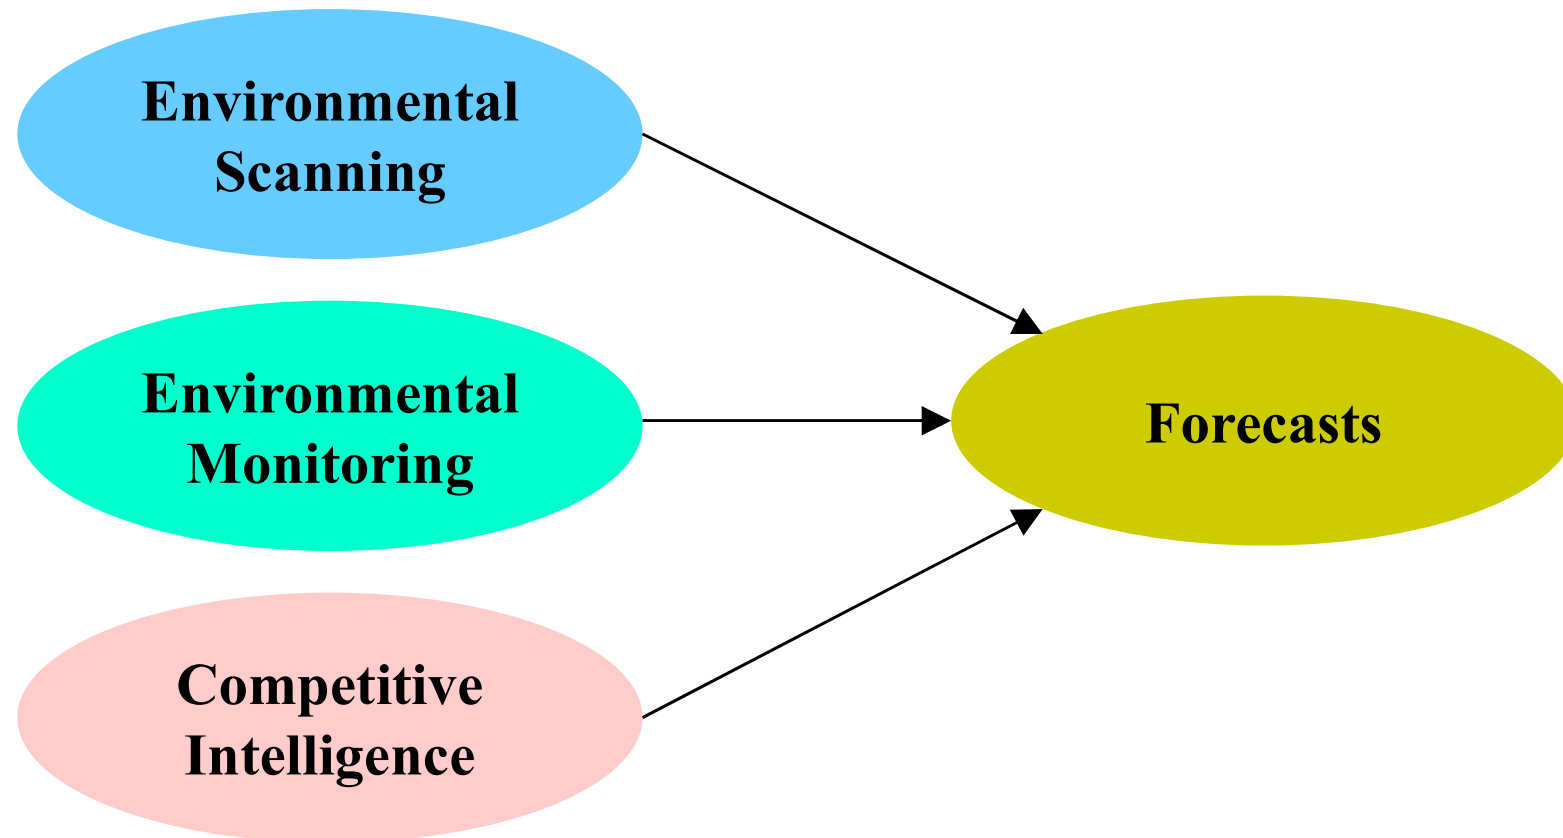 Environmental
Scanning
Environmental
Monitoring
Forecasts
Competitive
Intelligence